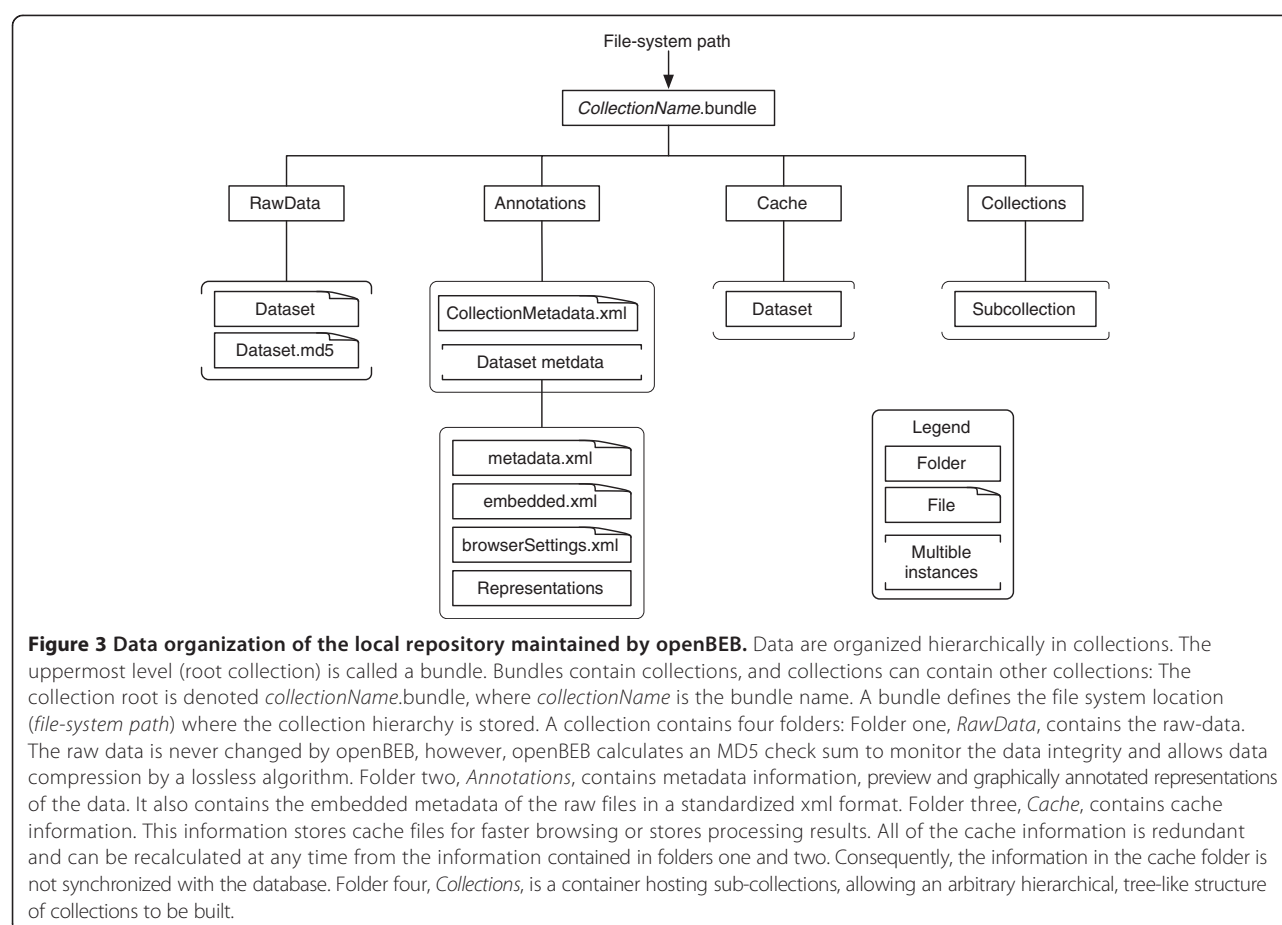 File-system path
CollectionName.bundle
RawData
Annotations
Cache
Collections
Dataset
Dataset.md5
CollectionMetadata.xml
Dataset metdata
Dataset
Subcollection
metadata.xml
embedded.xml
browserSettings.xml
Representations
Legend
Folder
File
Multible
instances
Figure 3 Data organization of the local repository maintained by openBEB. Data are organized hierarchically in collections. The
uppermost level (root collection) is called a bundle. Bundles contain collections, and collections can contain other collections: The
collection root is denoted collectionName.bundle, where collectionName is the bundle name. A bundle defines the file system location
(file-system path) where the collection hierarchy is stored. A collection contains four folders: Folder one, RawData, contains the raw-data.
The raw data is never changed by openBEB, however, openBEB calculates an MD5 check sum to monitor the data integrity and allows data
compression by a lossless algorithm. Folder two, Annotations, contains metadata information, preview and graphically annotated representations
of the data. It also contains the embedded metadata of the raw files in a standardized xml format. Folder three, Cache, contains cache
information. This information stores cache files for faster browsing or stores processing results. All of the cache information is redundant
and can be recalculated at any time from the information contained in folders one and two. Consequently, the information in the cache folder is
not synchronized with the database. Folder four, Collections, is a container hosting sub-collections, allowing an arbitrary hierarchical, tree-like structure
of collections to be built.